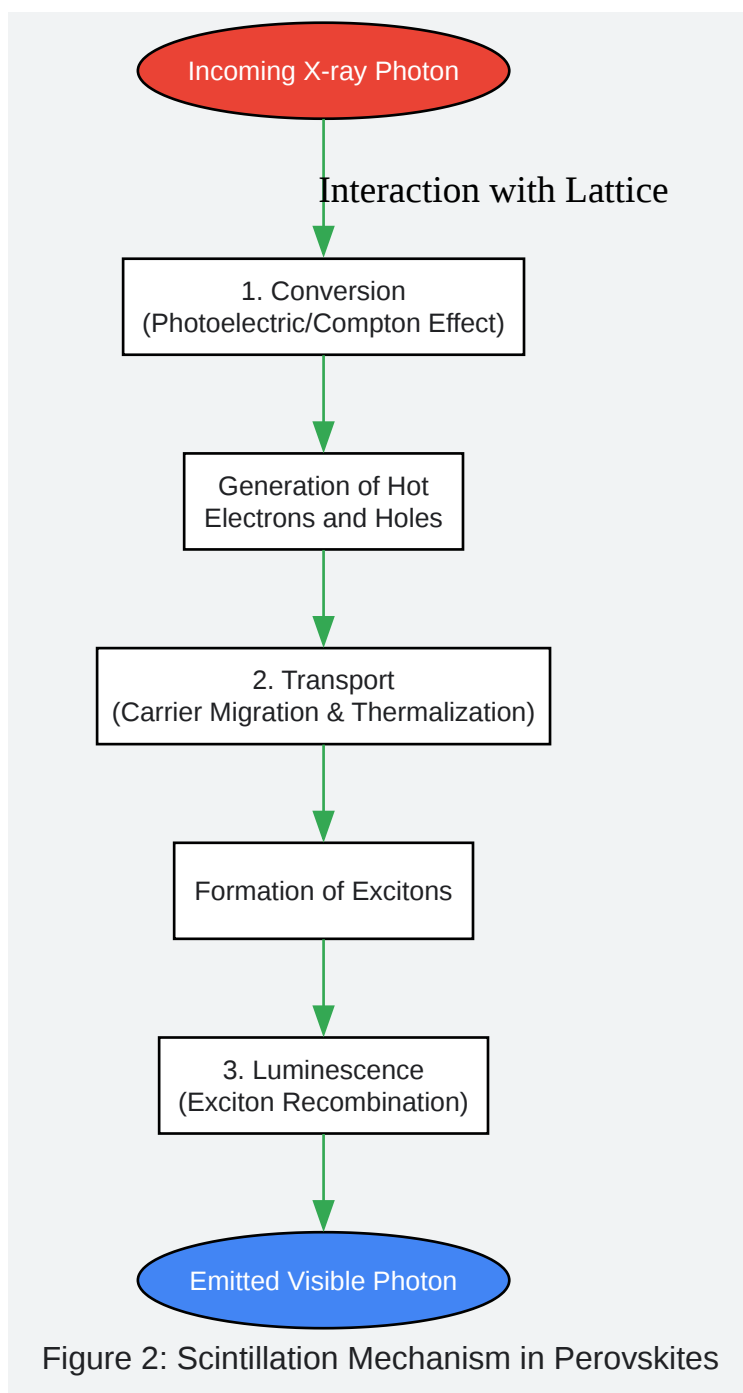 Incoming X-ray Photon
Interaction with Lattice
1. Conversion
(Photoelectric/Compton Effect)
Generation of Hot
Electrons and Holes
2. Transport
(Carrier Migration & Thermalization)
Formation of Excitons
3. Luminescence
(Exciton Recombination)
Emitted Visible Photon
Figure 2: Scintillation Mechanism in Perovskites